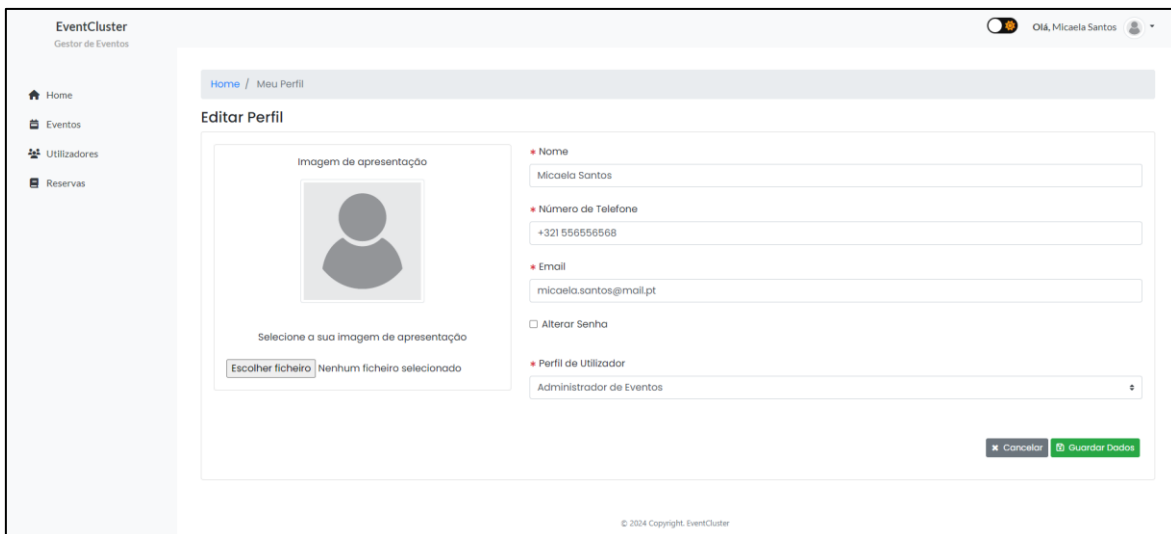 EventCluster
Gestor de Eventos
Olá, Micaela Santos
Home
Eventos
Utilizadores
Reservas
Home / Meu Perfil
Editar Perfil
Imagem de apresentação
Selecione a sua imagem de apresentação
Escolher ficheiro Nenhum ficheiro selecionado
* Nome
Micaela Santos
* Número de Telefone
+321 556556568
* Email
micaela.santos@mail.pt
Alterar Senha
* Perfil de Utilizador
Administrador de Eventos
Cancelar Guardar Dados
© 2024 Copyright. EventCluster